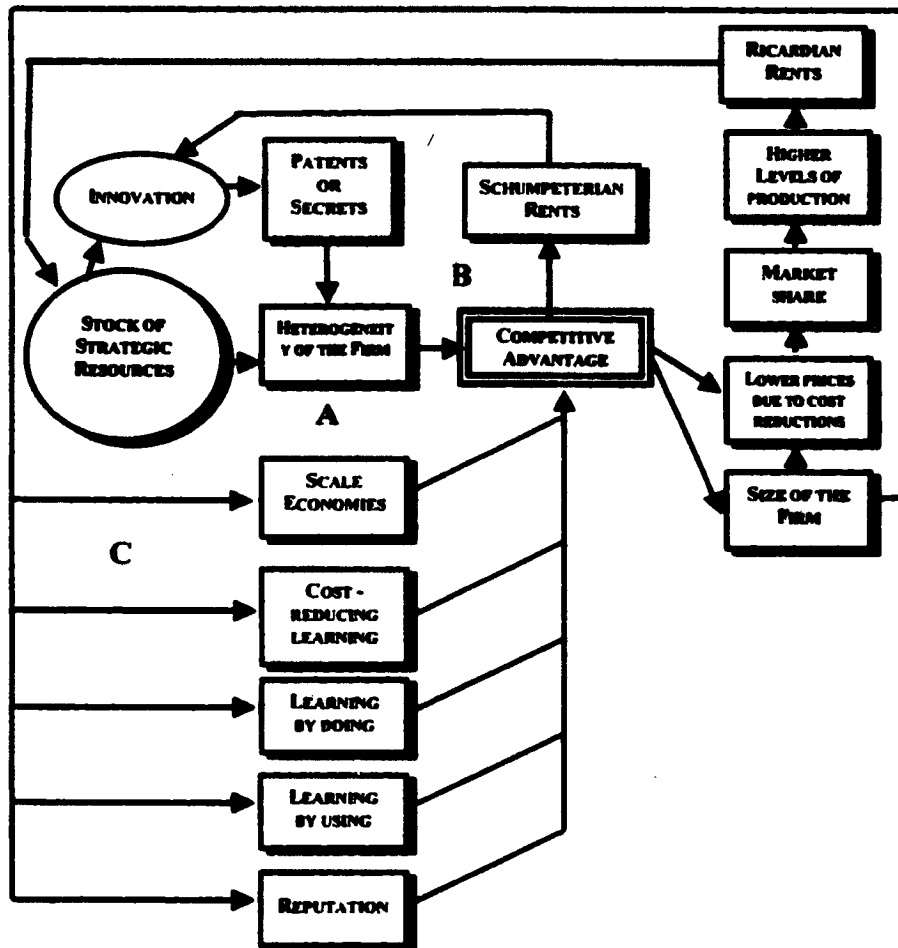 RICARDIAN
RENTS
PATENTS
OR
SECRETS
HIGHER
LEVELS OF
PRODUCTION
INNOVATION
SCHUMPETERIAN
RENTS
B
MARKET
SHARE
STOCK OF
STRATEGIC
RESOURCES
HETEROGENEIT
Y OF THE FIRM
COMPETITIVE
ADVANTAGE
LOWER PRICES
DUE TO COST
REDUCTIONS
A
SCALE
ECONOMIES
SIZE OF THE
FIRM
C
COST -
REDUCING
LEARNING
LEARNING
BY DOING
LEARNING
BY USING
REPUTATION